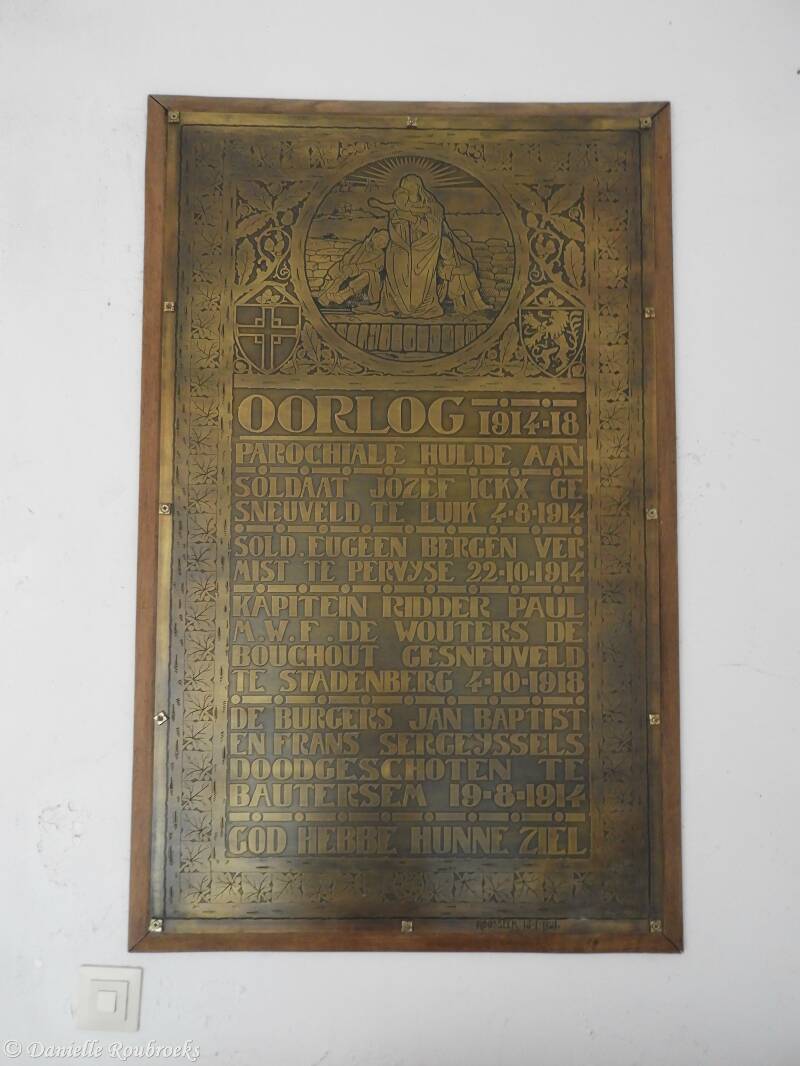 OORLOG 1914-18
PAROCHIALE HULDE AAN
SOLDAAT JOZEF ICKX GE
SNEUVELD TE LUIK 4-8-1914
SOLD. EUGEEN BERGEN VER
MIST TE PERVYSE 22-10-1914
KAPITEIN RIDDER PAUL
M.W.F. DE WOUTERS DE
BOUCHOUT GESNEUVELD
TE STADENBERG 4-10-1918
DE BURGERS JAN BAPTIST
EN FRANS SERGEYSSELS
DOODGESCHOTEN TE
BAUTERSEM 19-8-1914
GOD HEBBE HUNNE ZIEL
© Danielle Roubroeks